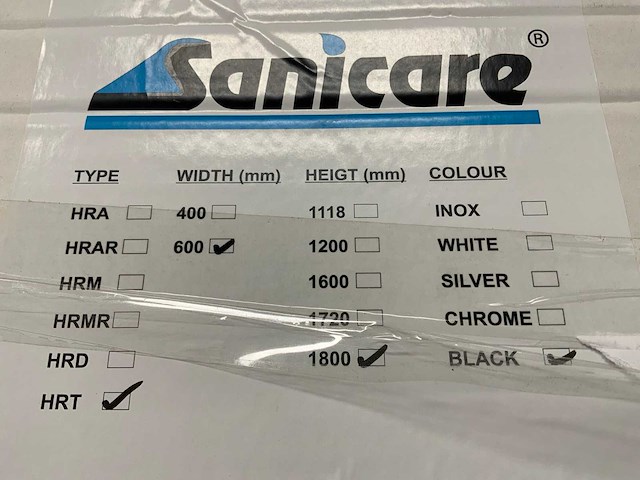 Sanicare®
TYPE WIDTH (mm) HEIGT (mm) COLOUR
HRA 400 1118 INOX
HRAR 600 1200 WHITE
HRM 1600 SILVER
HRMR 1720 CHROME
HRD 1800 BLACK
HRT